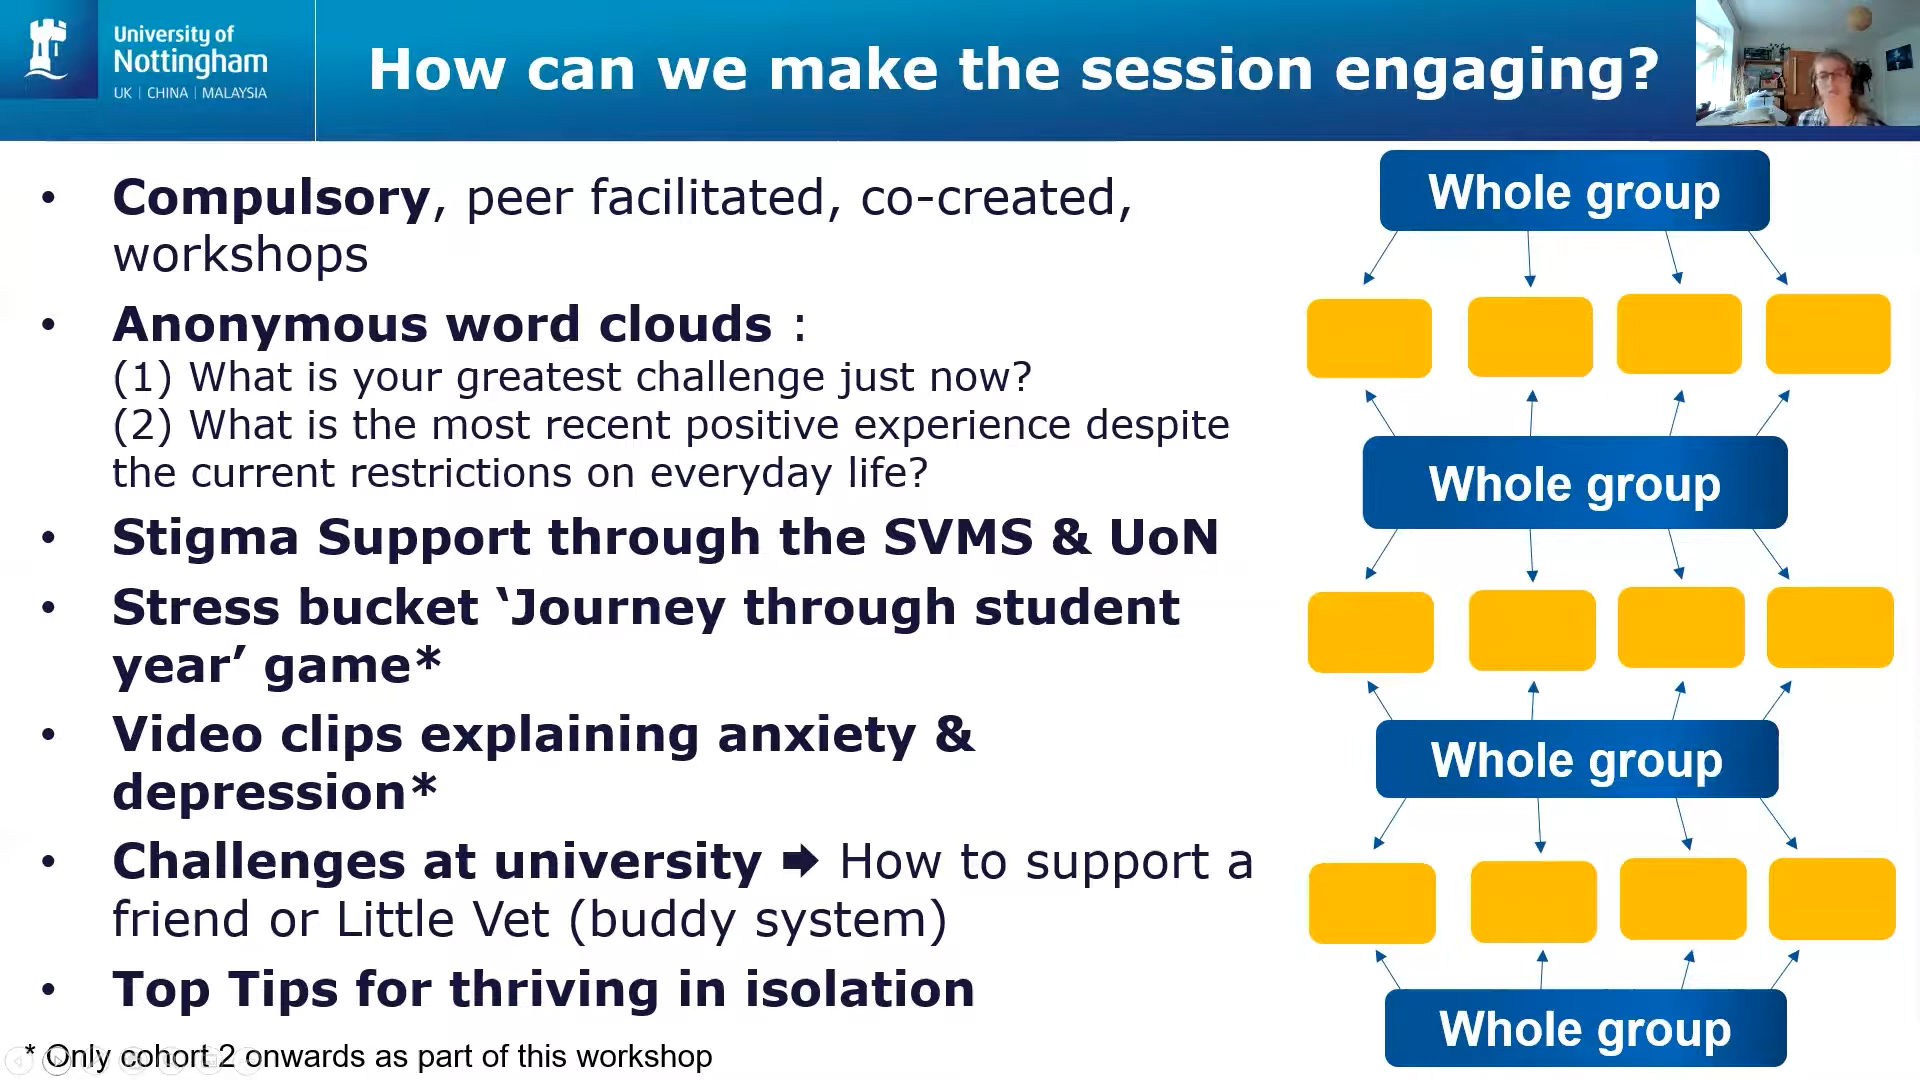 University of
Nottingham
UK | CHINA | MALAYSIA
How can we make the session engaging?
• Compulsory, peer facilitated, co-created,
workshops
• Anonymous word clouds :
(1) What is your greatest challenge just now?
(2) What is the most recent positive experience despite
the current restrictions on everyday life?
• Stigma Support through the SVMS & UoN
• Stress bucket ‘Journey through student
year’ game*
• Video clips explaining anxiety &
depression*
• Challenges at university ➡ How to support a
friend or Little Vet (buddy system)
• Top Tips for thriving in isolation
* Only cohort 2 onwards as part of this workshop
Whole group
Whole group
Whole group
Whole group